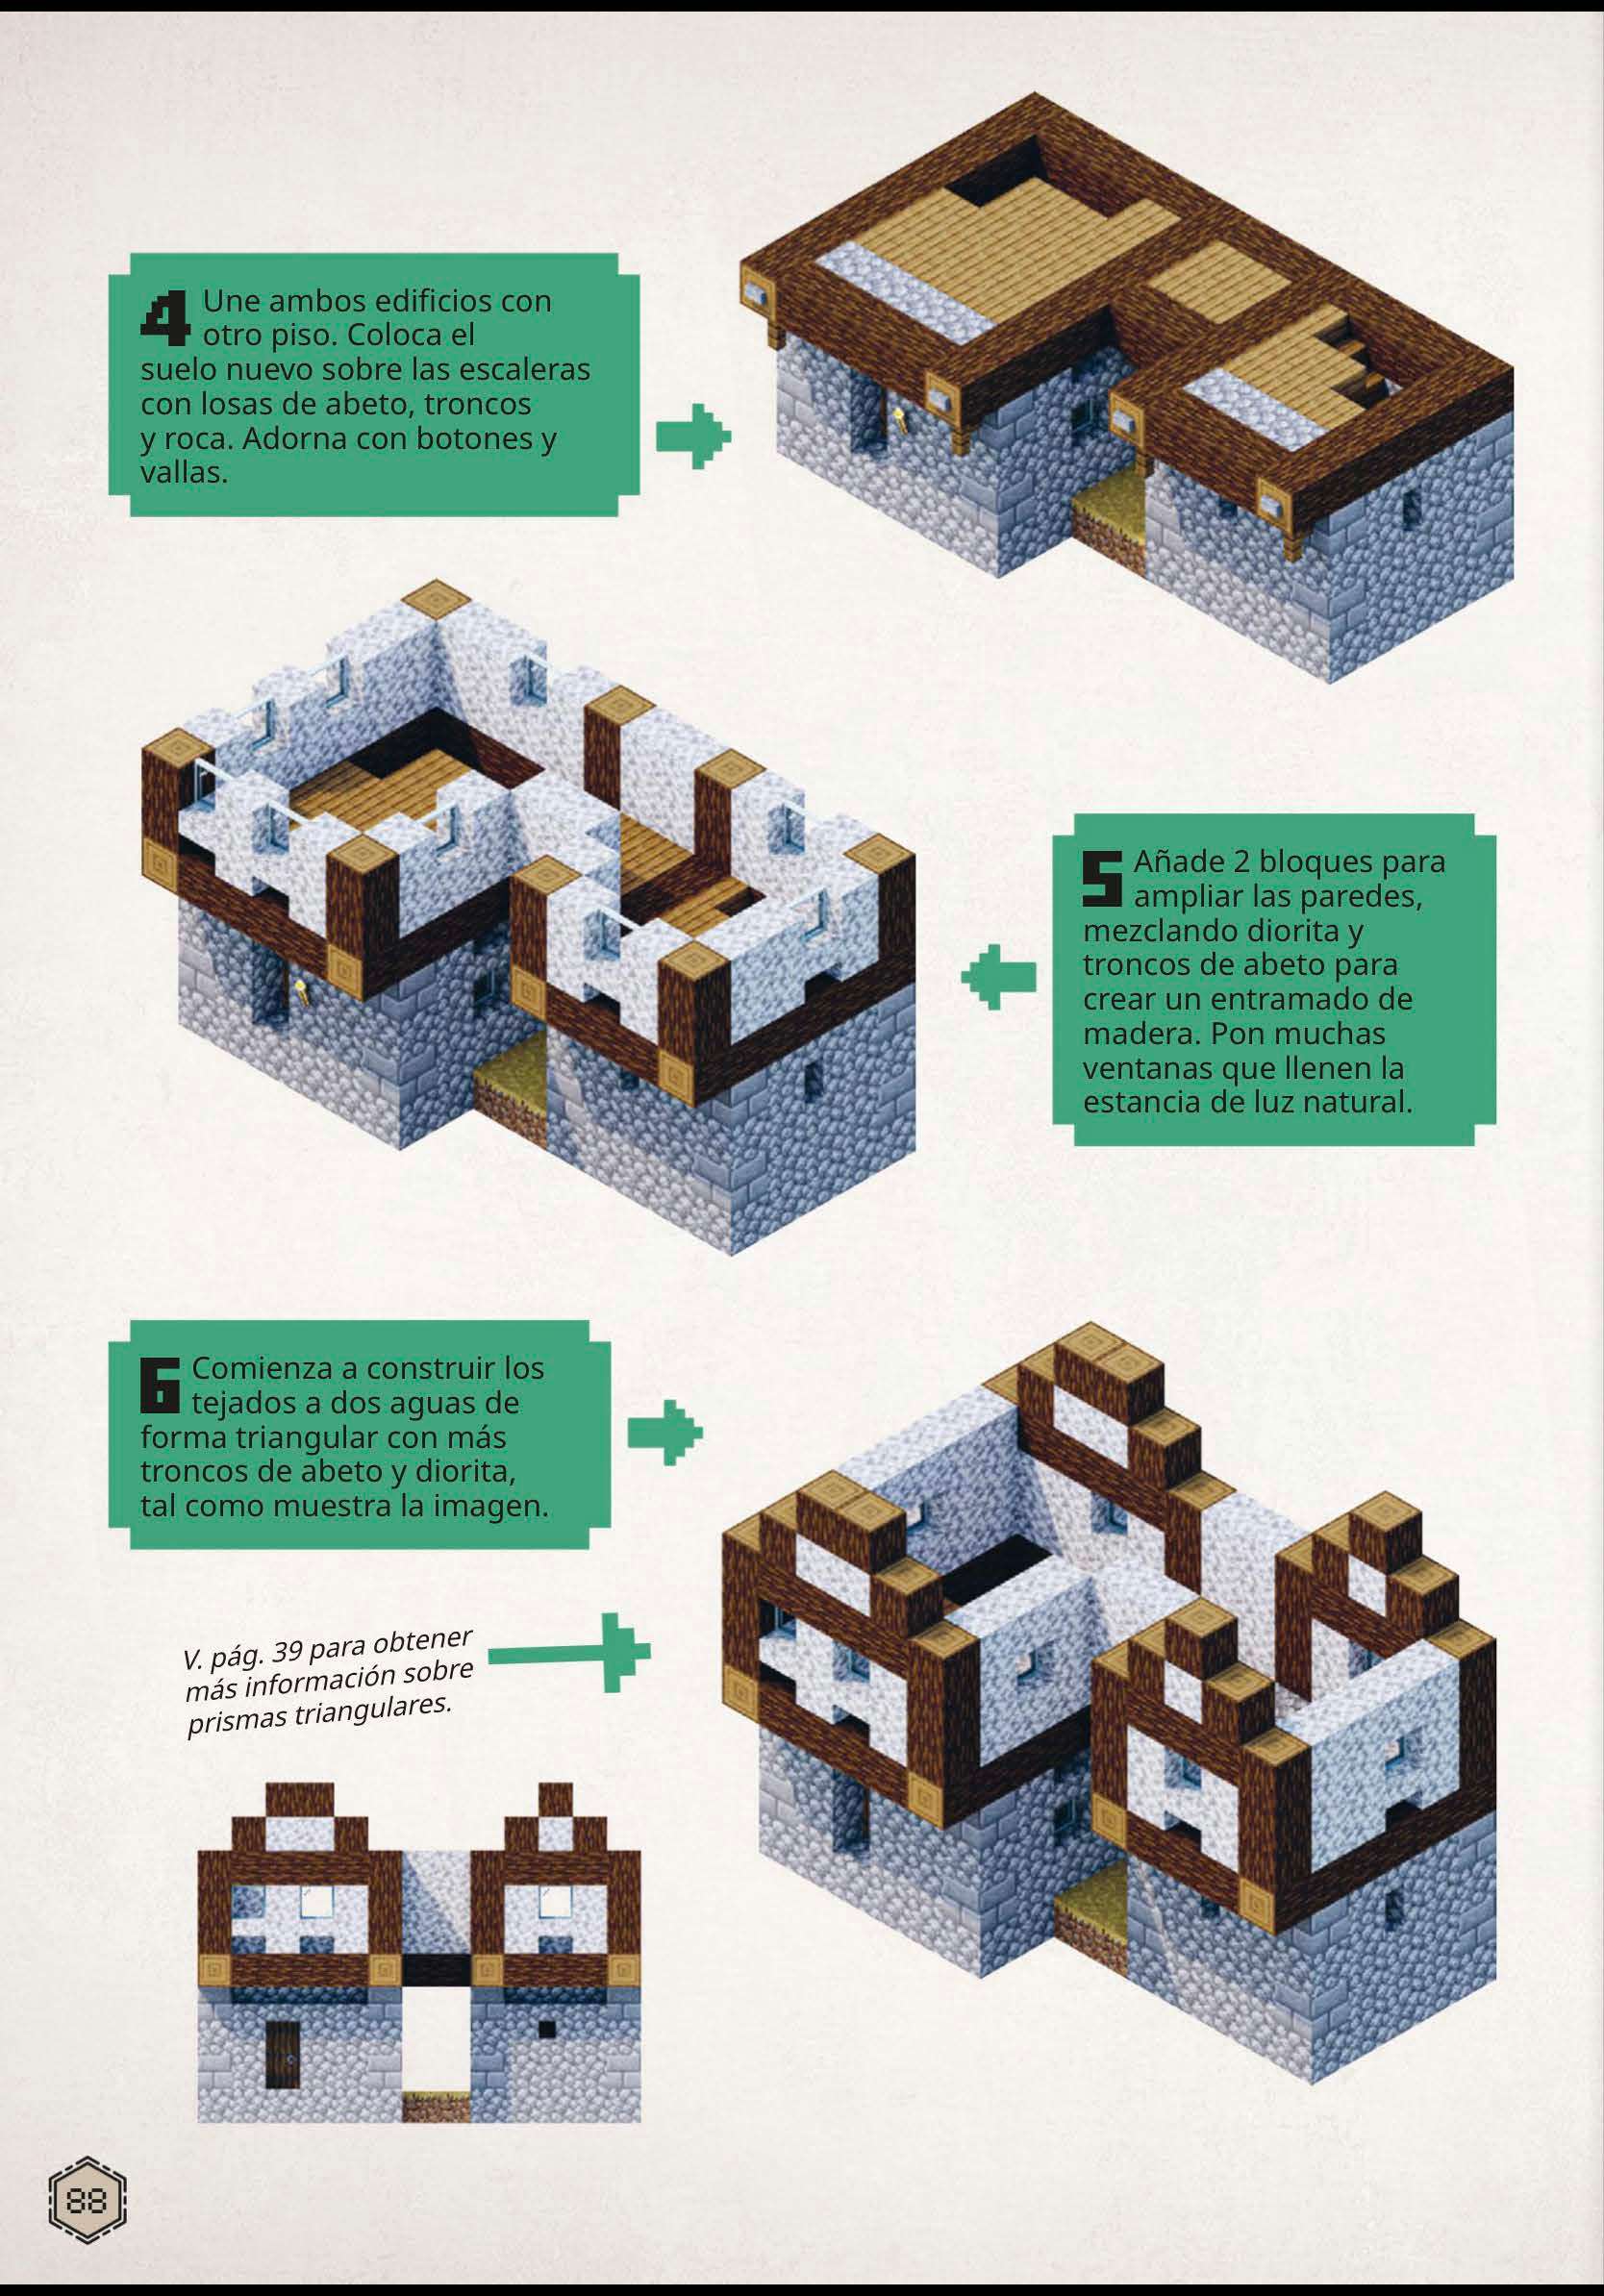 4 Une ambos edificios con
otro piso. Coloca el
suelo nuevo sobre las escaleras
con losas de abeto, troncos
y roca. Adorna con botones y
vallas.
5 Añade 2 bloques para
ampliar las paredes,
mezclando diorita y
troncos de abeto para
crear un entramado de
madera. Pon muchas
ventanas que llenen la
estancia de luz natural.
6 Comienza a construir los
tejados a dos aguas de
forma triangular con más
troncos de abeto y diorita,
tal como muestra la imagen.
V. pág. 39 para obtener
más información sobre
prismas triangulares.
88